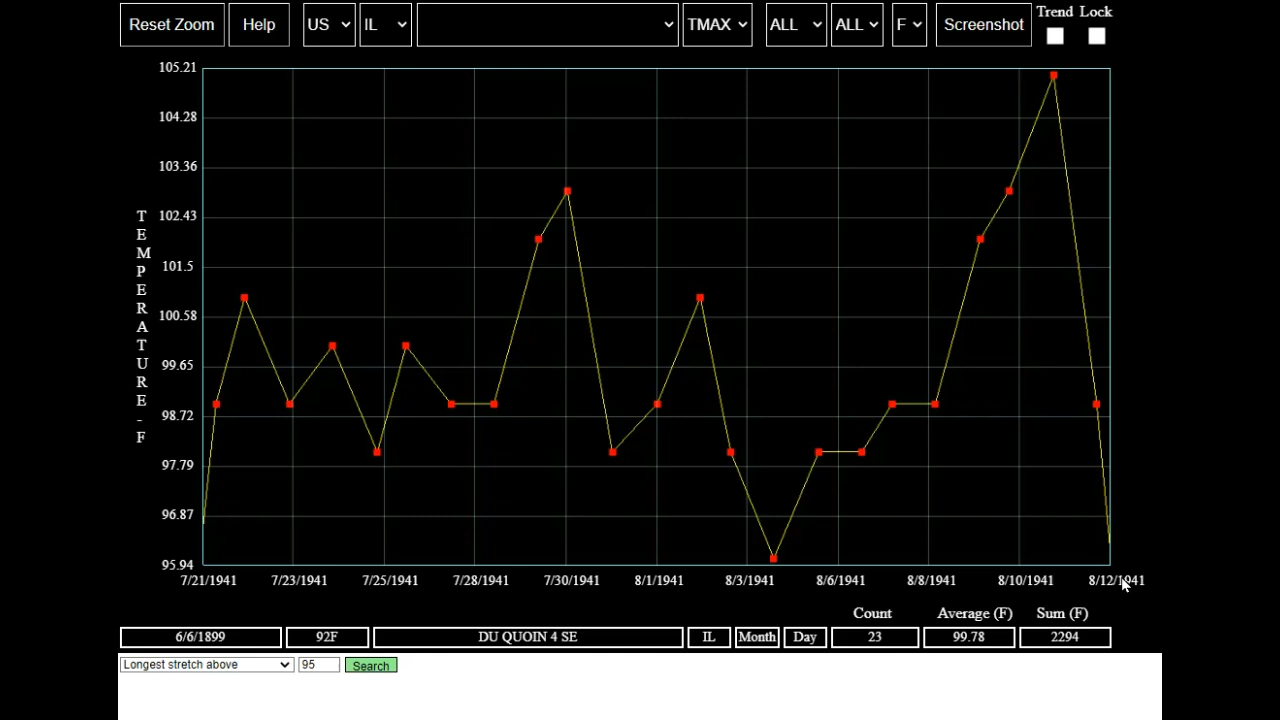 Trend Lock
Reset Zoom Help US IL TMAX ALL ALL F Screenshot
105.21
104.28
103.36
102.43
101.5
100.58
99.65
98.72
97.79
96.87
95.94
TEMPERATURE-F
7/21/1941 7/23/1941 7/25/1941 7/28/1941 7/30/1941 8/1/1941 8/3/1941 8/6/1941 8/8/1941 8/10/1941 8/12/1941
Count Average (F) Sum (F)
6/6/1899 92F DU QUOIN 4 SE IL Month Day 23 99.78 2294
Longest stretch above 95 Search